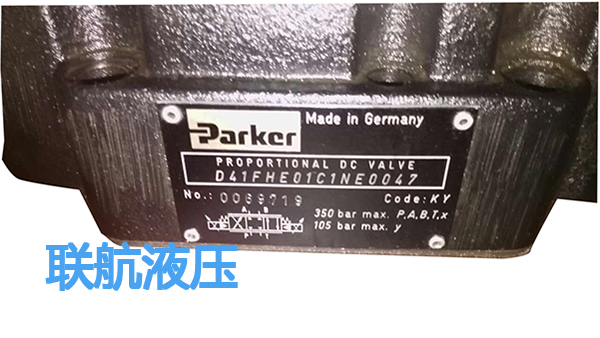 Parker
Made in Germany
PROPORTIONAL DC VALVE
D41FHE01C1NE0047
No.: 0069719
Code: KY
A B
350 bar max. P,A,B,T,x
105 bar max. y
联航液压